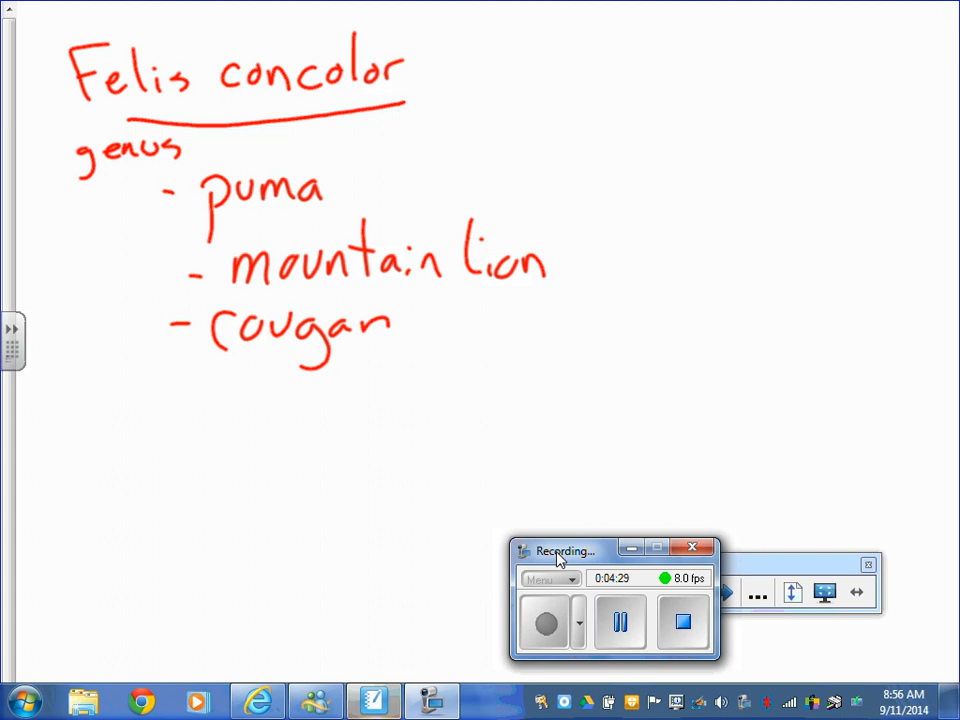 Felis concolor
genus
- puma
- mountain lion
- cougar
Recording...
Menu
0:04:29
8.0 fps
8:56 AM
9/11/2014